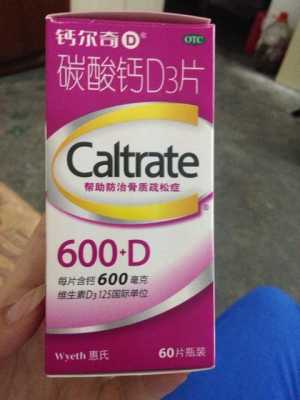 钙尔奇D®
OTC
碳酸钙D3片
Caltrate
帮助防治骨质疏松症
600+D
每片含钙600毫克
维生素D3 125国际单位
Wyeth 惠氏
60片瓶装